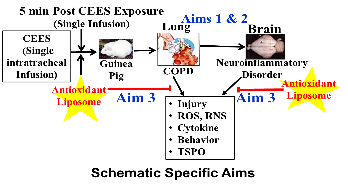 5 min Post CEES Exposure
(Single Infusion)
Lung
Aims 1 & 2
Brain
CEES
(Single
intratracheal
Infusion)
Guinea
Pig
COPD
Neuroinflammatory
Disorder
Antioxidant
Liposome
Aim 3
Aim 3
Antioxidant
Liposome
• Injury
• ROS, RNS
• Cytokine
• Behavior
• TSPO
Schematic Specific Aims